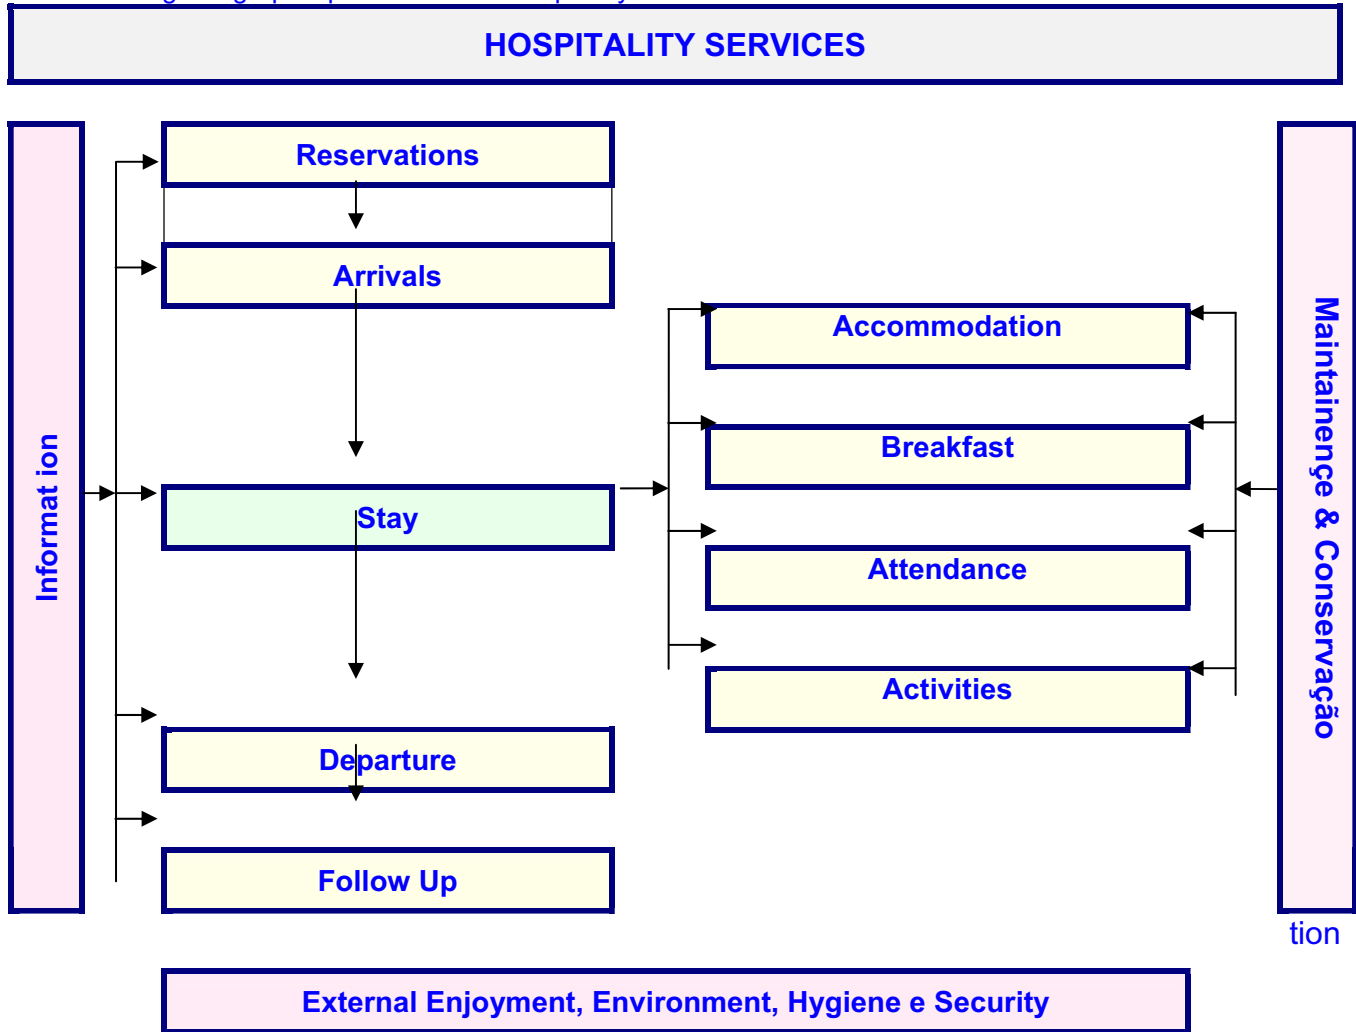 HOSPITALITY SERVICES
Reservations
Arrivals
Accommodation
Breakfast
Informat ion
Stay
Attendance
Activities
Departure
Follow Up
Maintainençe & Conservação
tion
External Enjoyment, Environment, Hygiene e Security